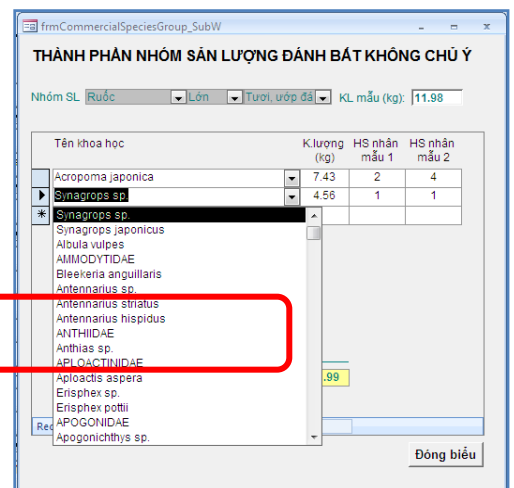 frmCommercialSpeciesGroup_SubW
THÀNH PHẦN NHÓM SẢN LƯỢNG ĐÁNH BẮT KHÔNG CHỦ Ý
Nhóm SL Ruốc Lớn Tươi, ướp đá KL mẫu (kg): 11.98
Tên khoa học K.lượng (kg) HS nhân mẫu 1 HS nhân mẫu 2
Acropoma japonica 7.43 2 4
Synagrops sp. 4.56 1 1
Synagrops sp.
Synagrops japonicus
Albula vulpes
AMMODYTIDAE
Bleekeria anguillaris
Antennarius sp.
Antennarius striatus
Antennarius hispidus
ANTHIIDAE
Anthias sp.
APLOACTINIDAE
Aploactis aspera .99
Erisphex sp.
Erisphex pottii
APOGONIDAE
Rec
Apogonichthys sp.
Đóng biểu